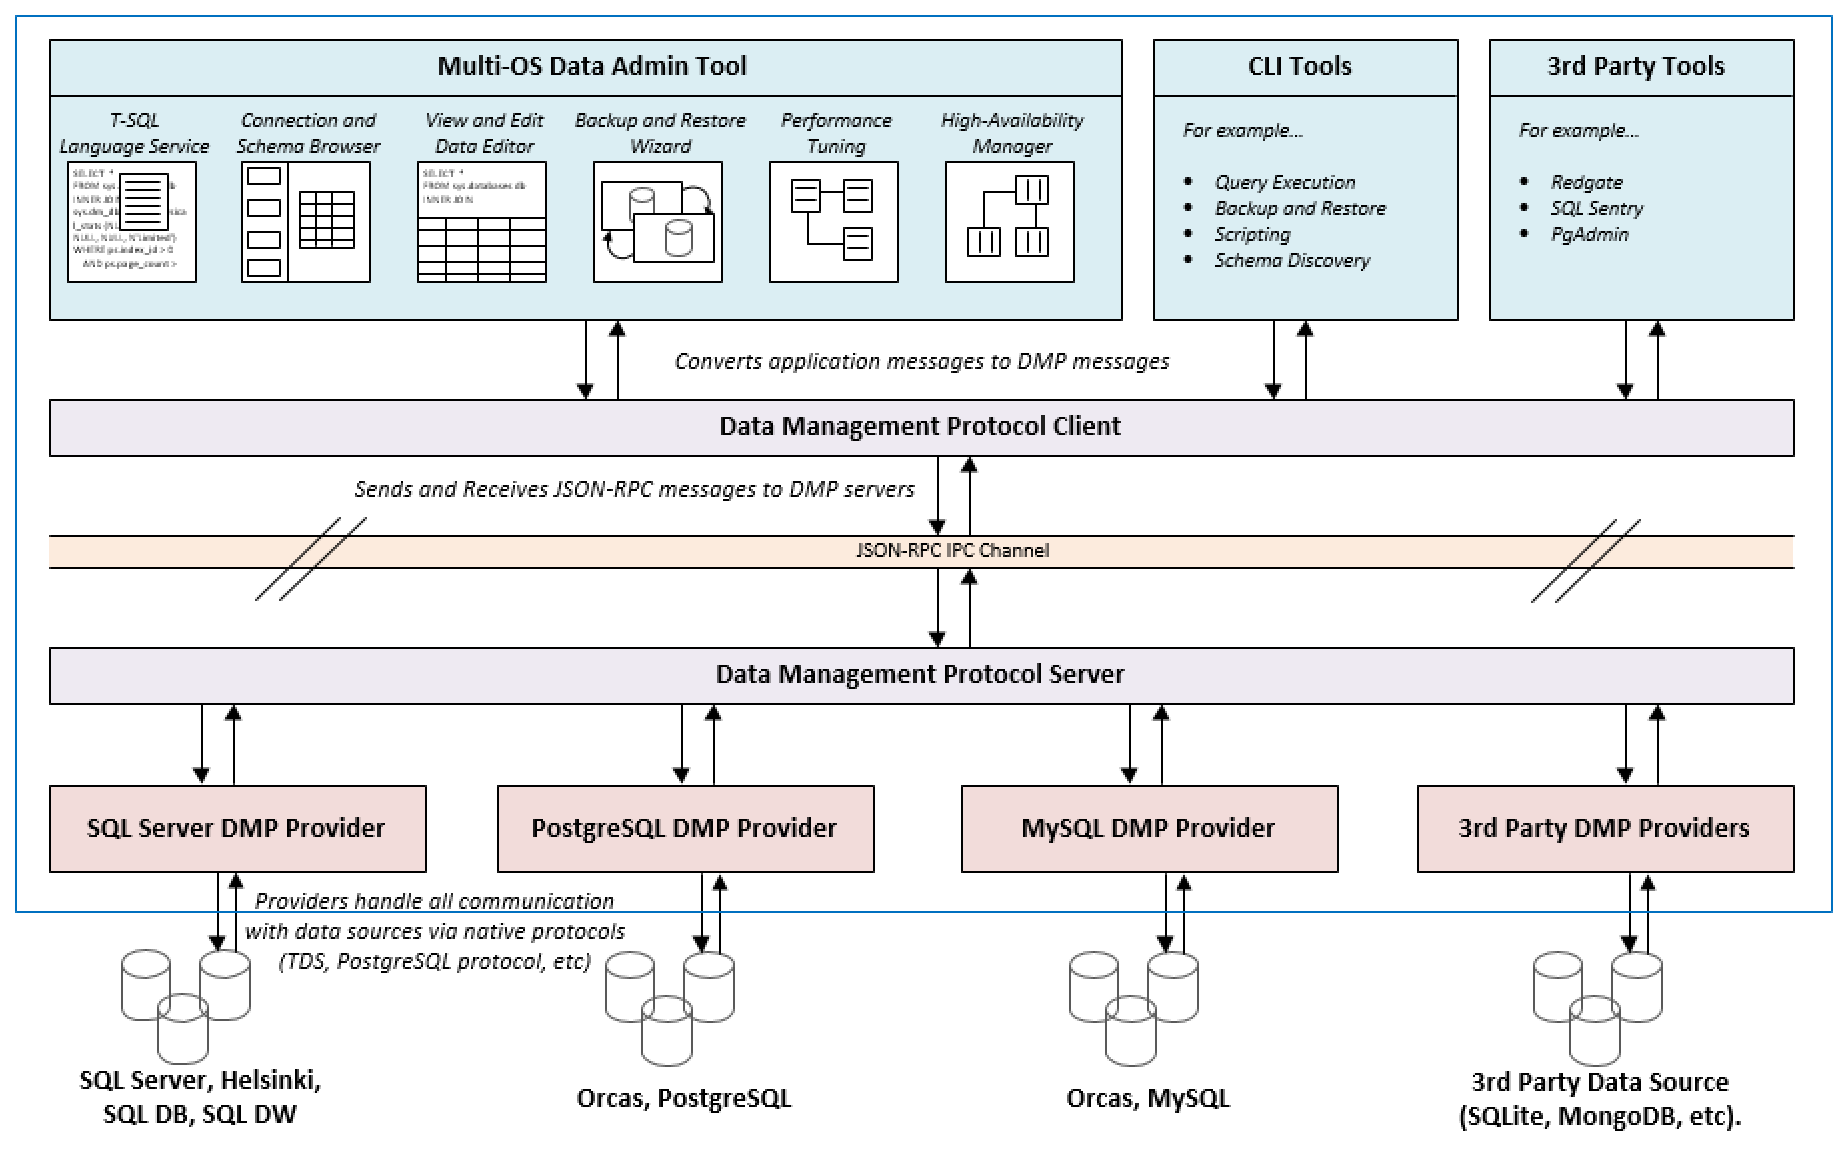 Multi-OS Data Admin Tool
T-SQL
Language Service
Connection and
Schema Browser
View and Edit
Data Editor
Backup and Restore
Wizard
Performance
Tuning
High-Availability
Manager
SELECT *
FROM sys.
INNER JOIN
sys.dm_db
NULL, NULL, N'Limited')
WHERE ps.index_id > 0
AND ps.page_count >
SELECT *
FROM sys.databases db
INNER JOIN
CLI Tools
For example...
• Query Execution
• Backup and Restore
• Scripting
• Schema Discovery
3rd Party Tools
For example...
• Redgate
• SQL Sentry
• PgAdmin
Converts application messages to DMP messages
Data Management Protocol Client
Sends and Receives JSON-RPC messages to DMP servers
JSON-RPC IPC Channel
Data Management Protocol Server
SQL Server DMP Provider
PostgreSQL DMP Provider
MySQL DMP Provider
3rd Party DMP Providers
Providers handle all communication
with data sources via native protocols
(TDS, PostgreSQL protocol, etc)
SQL Server, Helsinki,
SQL DB, SQL DW
Orcas, PostgreSQL
Orcas, MySQL
3rd Party Data Source
(SQLite, MongoDB, etc).